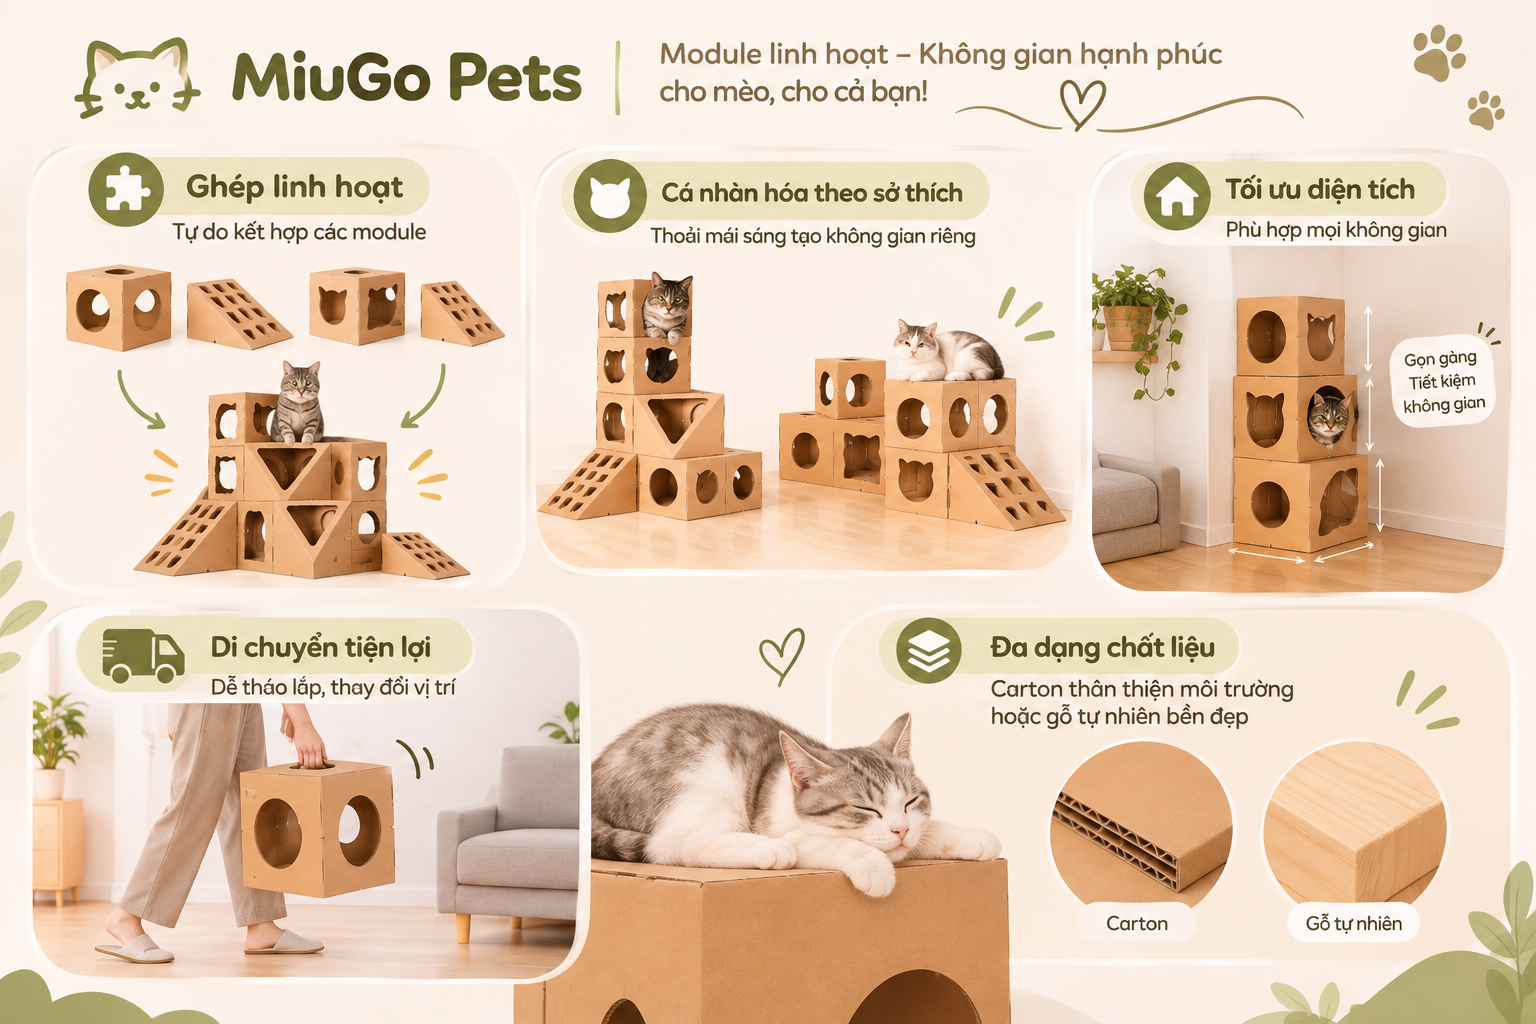 MiuGo Pets
Module linh hoạt – Không gian hạnh phúc
cho mèo, cho cả bạn!
Ghép linh hoạt
Tự do kết hợp các module
Cá nhàn hóa theo sở thích
Thoải mái sáng tạo không gian riêng
Tối ưu diện tích
Phù hợp mọi không gian
Gọn gàng
Tiết kiệm
không gian
Di chuyển tiện lợi
Dễ tháo lắp, thay đổi vị trí
Đa dạng chất liệu
Carton thân thiện môi trường
hoặc gỗ tự nhiên bền đẹp
Carton
Gỗ tự nhiên